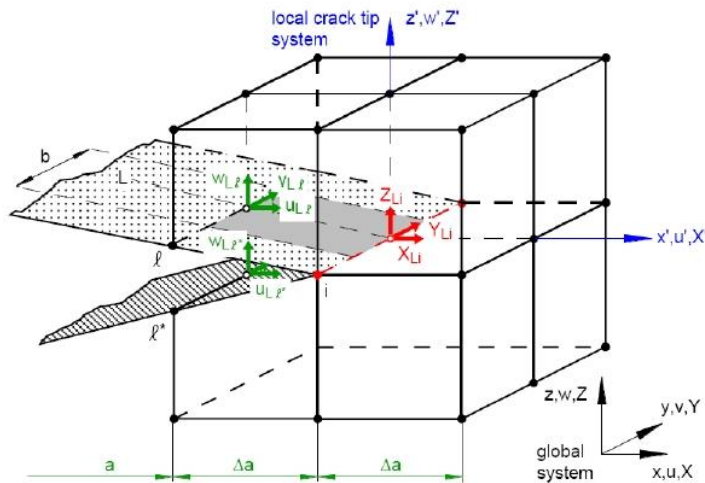 local crack tip
system
z',w',Z'
b
L
w_Lℓ
v_Lℓ
u_Lℓ
Z_Li
Y_Li
X_Li
x',u',X'
ℓ
w_Lℓ*
u_Lℓ*
i
ℓ*
z,w,Z
y,v,Y
global
system
x,u,X
a
Δa
Δa